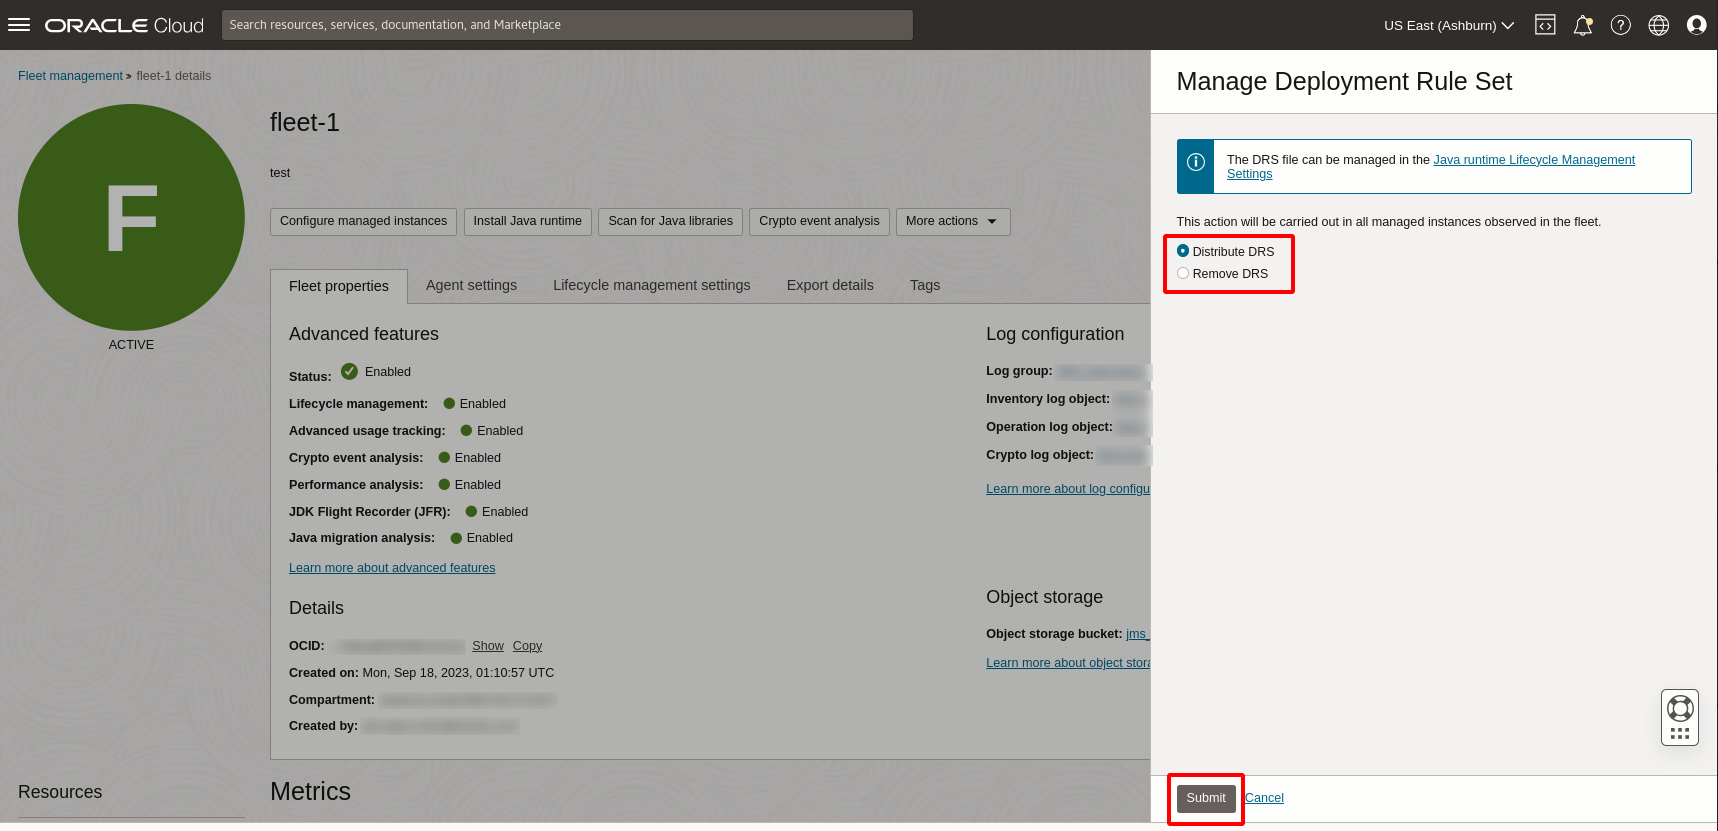 ORACLE Cloud
Search resources, services, documentation, and Marketplace
US East (Ashburn)
Fleet management » fleet-1 details
F
ACTIVE
fleet-1
test
Configure managed instances
Install Java runtime
Scan for Java libraries
Crypto event analysis
More actions
Fleet properties
Agent settings
Lifecycle management settings
Export details
Tags
Advanced features
Status: Enabled
Lifecycle management: Enabled
Advanced usage tracking: Enabled
Crypto event analysis: Enabled
Performance analysis: Enabled
JDK Flight Recorder (JFR): Enabled
Java migration analysis: Enabled
Learn more about advanced features
Details
OCID: Show Copy
Created on: Mon, Sep 18, 2023, 01:10:57 UTC
Compartment:
Created by:
Log configuration
Log group:
Inventory log object:
Operation log object:
Crypto log object:
Learn more about log configu
Object storage
Object storage bucket: jms_
Learn more about object stora
Resources
Metrics
Manage Deployment Rule Set
The DRS file can be managed in the Java runtime Lifecycle Management
Settings
This action will be carried out in all managed instances observed in the fleet.
Distribute DRS
Remove DRS
Submit
Cancel